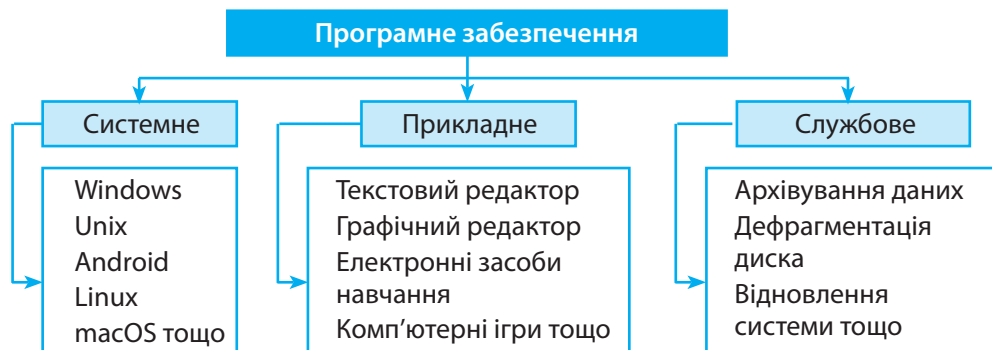 Програмне забезпечення
Системне
Прикладне
Службове
Windows
Unix
Android
Linux
macOS тощо
Текстовий редактор
Графічний редактор
Електронні засоби
навчання
Комп’ютерні ігри тощо
Архівування даних
Дефрагментація
диска
Відновлення
системи тощо